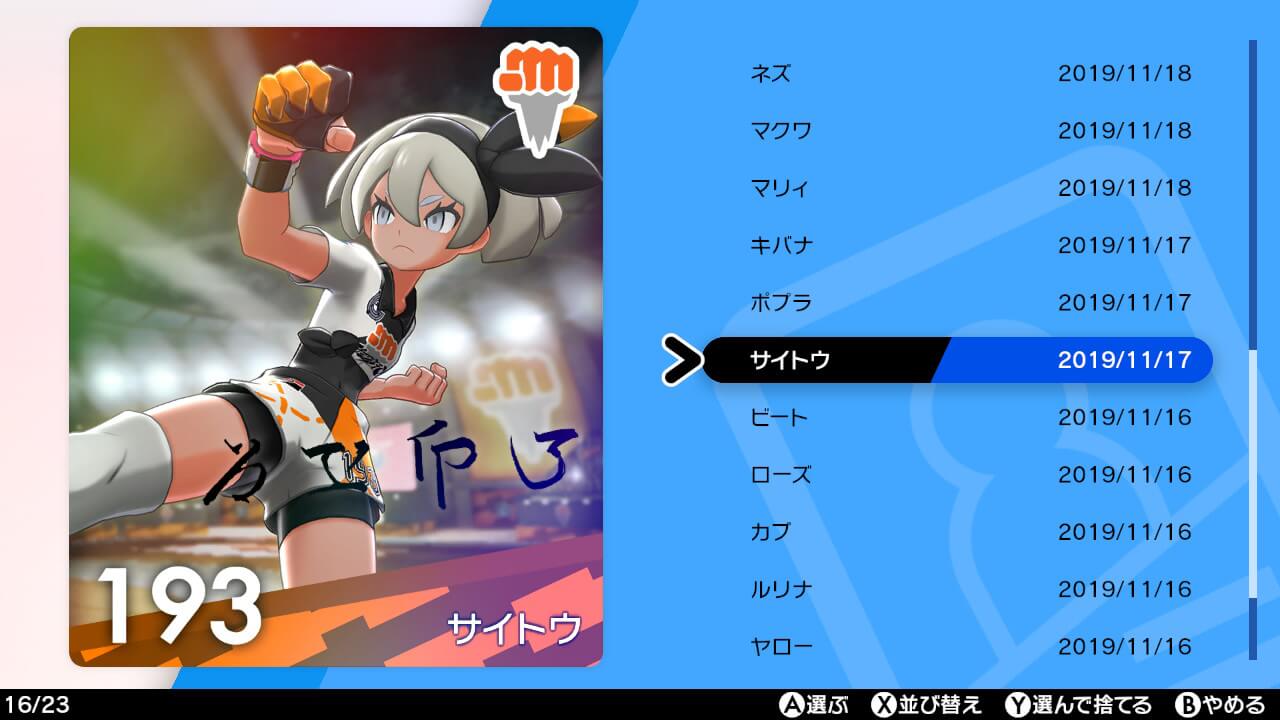 193
サイトウ
ネズ 2019/11/18
マクワ 2019/11/18
マリィ 2019/11/18
キバナ 2019/11/17
ポプラ 2019/11/17
サイトウ 2019/11/17
ビート 2019/11/16
ローズ 2019/11/16
カブ 2019/11/16
ルリナ 2019/11/16
ヤロー 2019/11/16
16/23 A選ぶ X並び替え Y選んで捨てる Bやめる